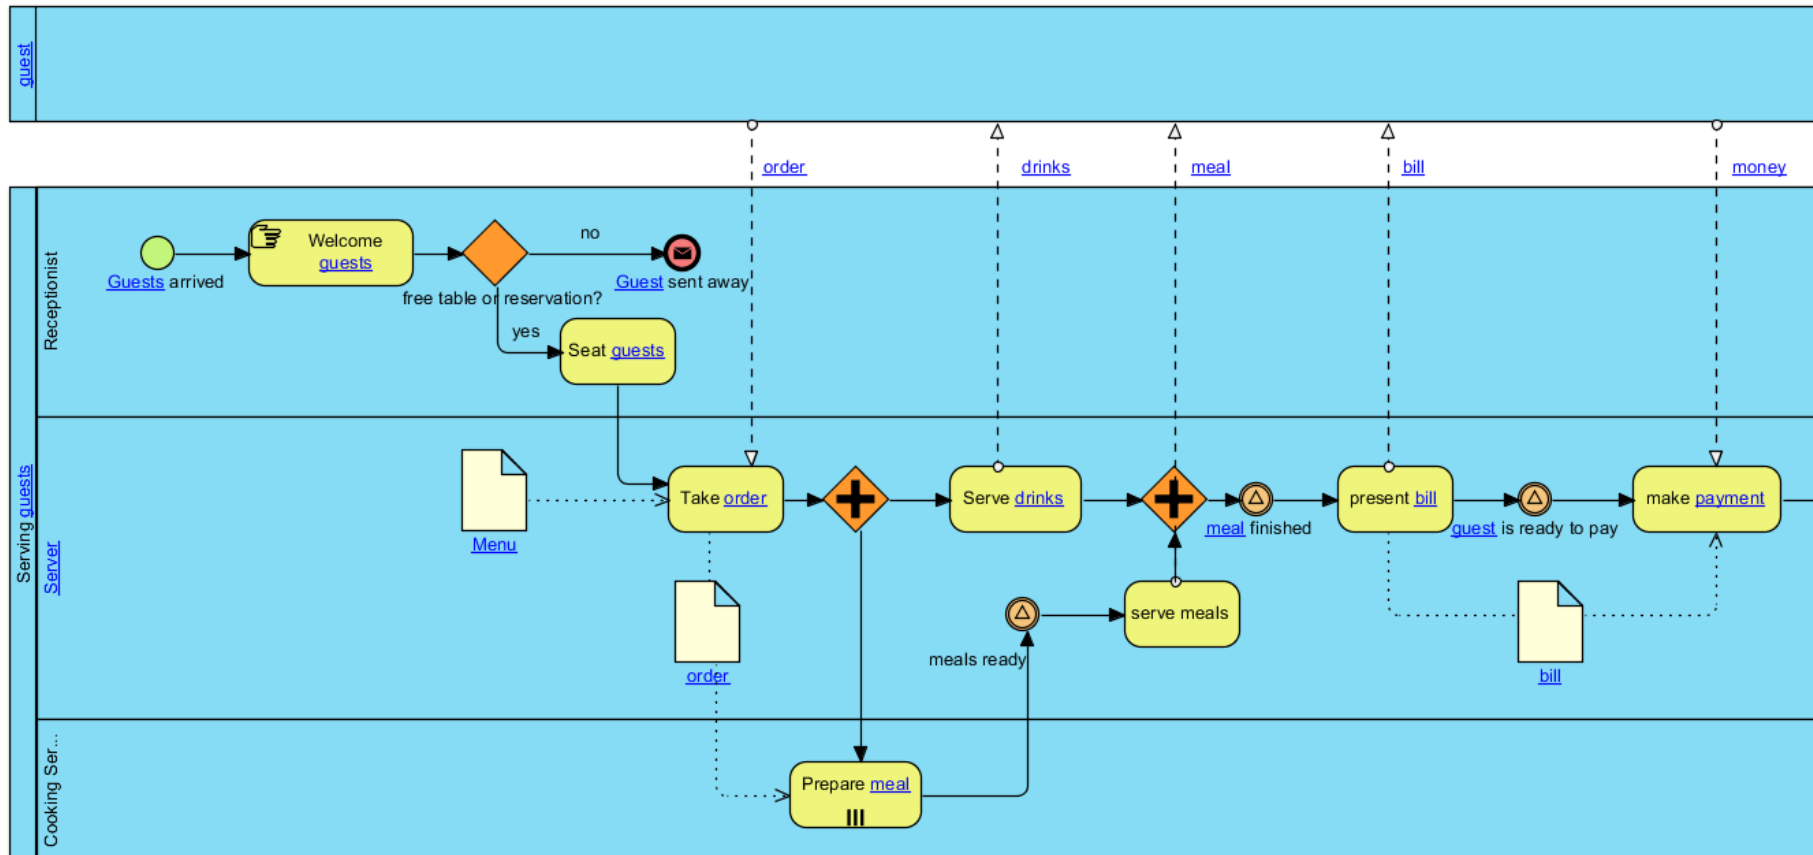 guest
order
drinks
meal
bill
money
Serving guests
Receptionist
Guests arrived
Welcome
guests
free table or reservation?
no
Guest sent away
yes
Seat guests
Server
Menu
Take order
order
Serve drinks
meal finished
present bill
guest is ready to pay
make payment
meals ready
serve meals
bill
Cooking Ser...
Prepare meal